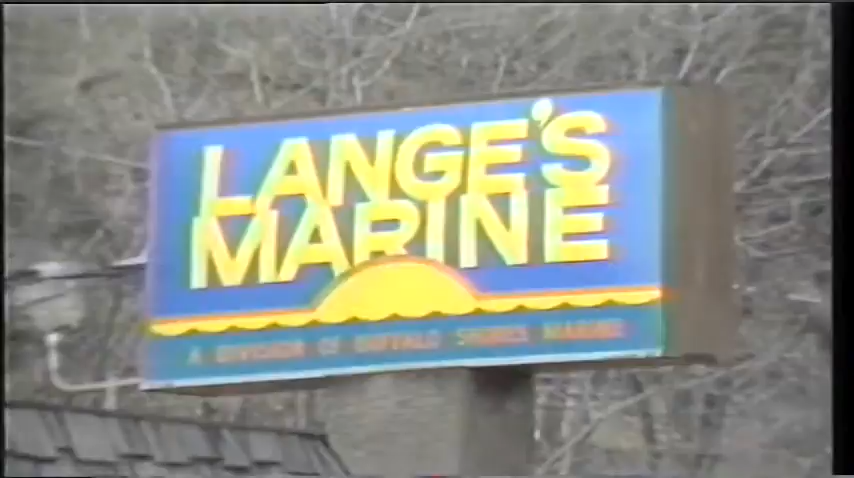 LANGE'S
MARINE
A DIVISION OF BUFFALO SHORES MARINE